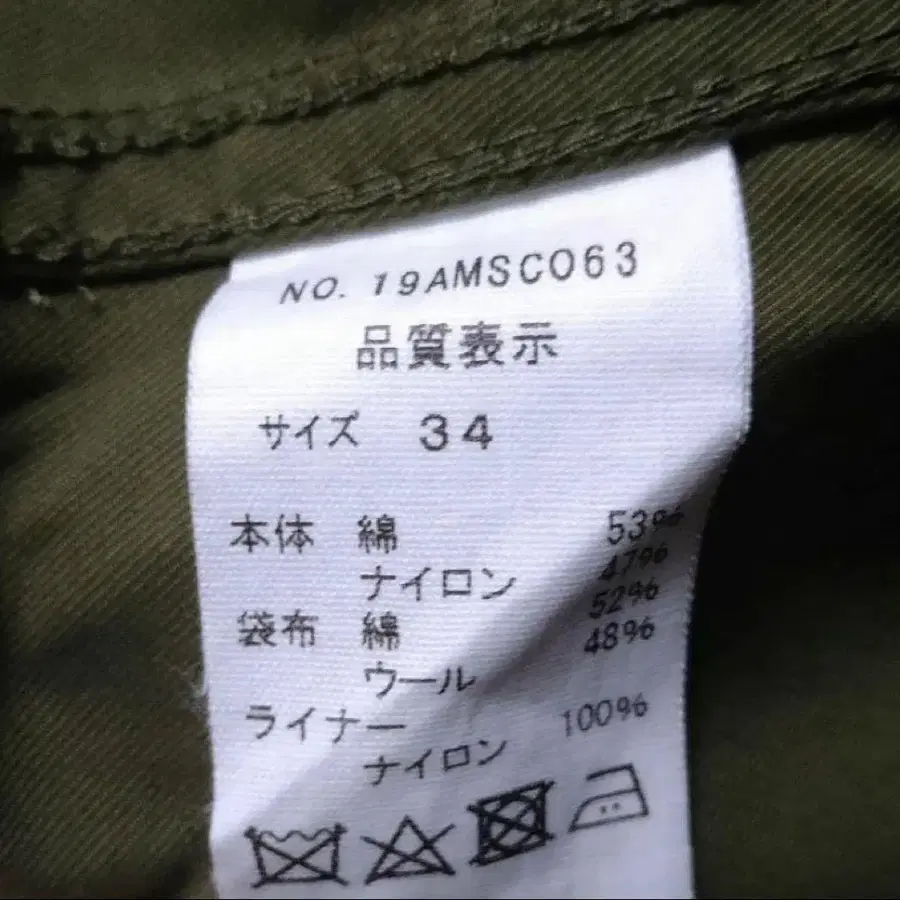 NO. 19AMSCO63
品質表示
サイズ 34
本体 綿 53%
ナイロン 47%
袋布 綿 52%
ウール 48%
ライナー
ナイロン 100%